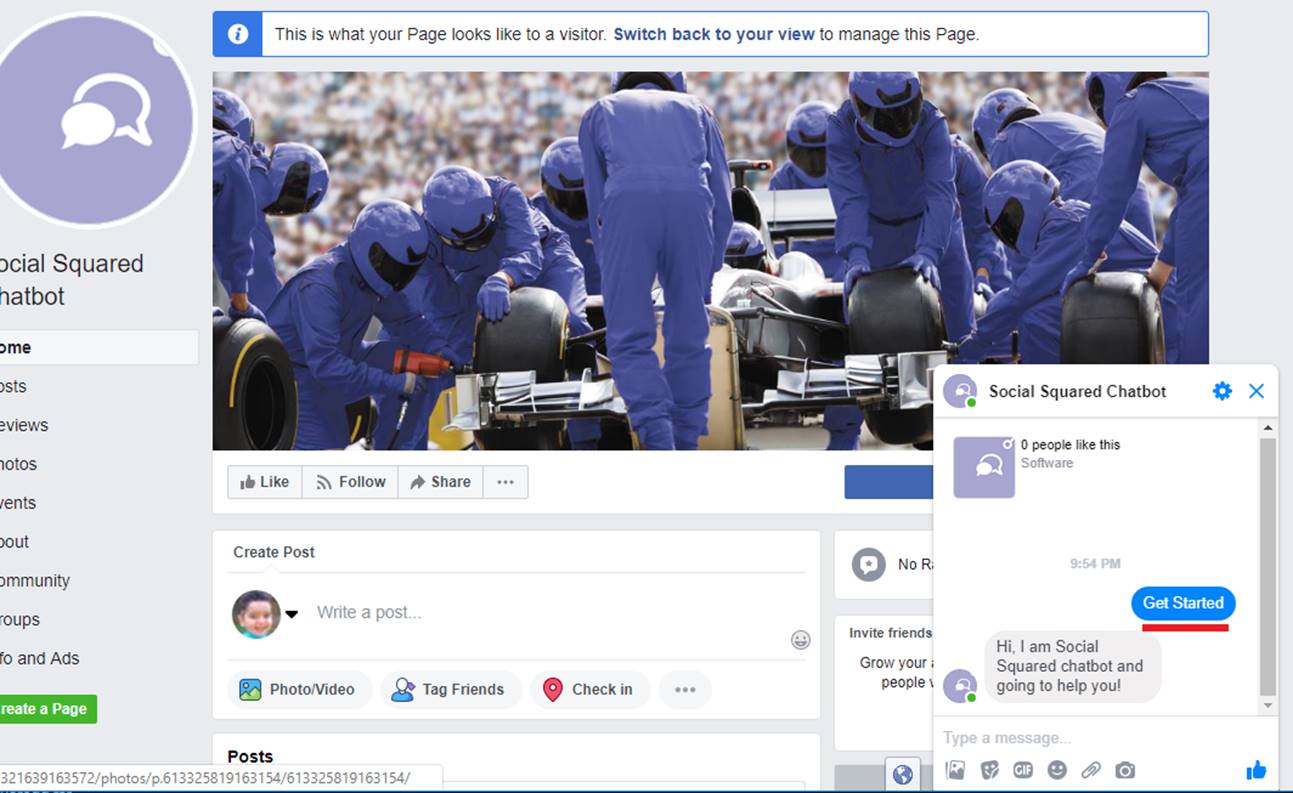 This is what your Page looks like to a visitor. Switch back to your view to manage this Page.
ocial Squared
hatbot
ome
osts
eviews
hotos
vents
bout
ommunity
roups
fo and Ads
reate a Page
Like
Follow
Share
Create Post
Write a post...
Photo/Video
Tag Friends
Check in
Posts
No Ra
Invite friends
Grow your a
people w
Social Squared Chatbot
0 people like this
Software
9:54 PM
Get Started
Hi, I am Social
Squared chatbot and
going to help you!
Type a message...
GIF
321639163572/photos/p.613325819163154/613325819163154/